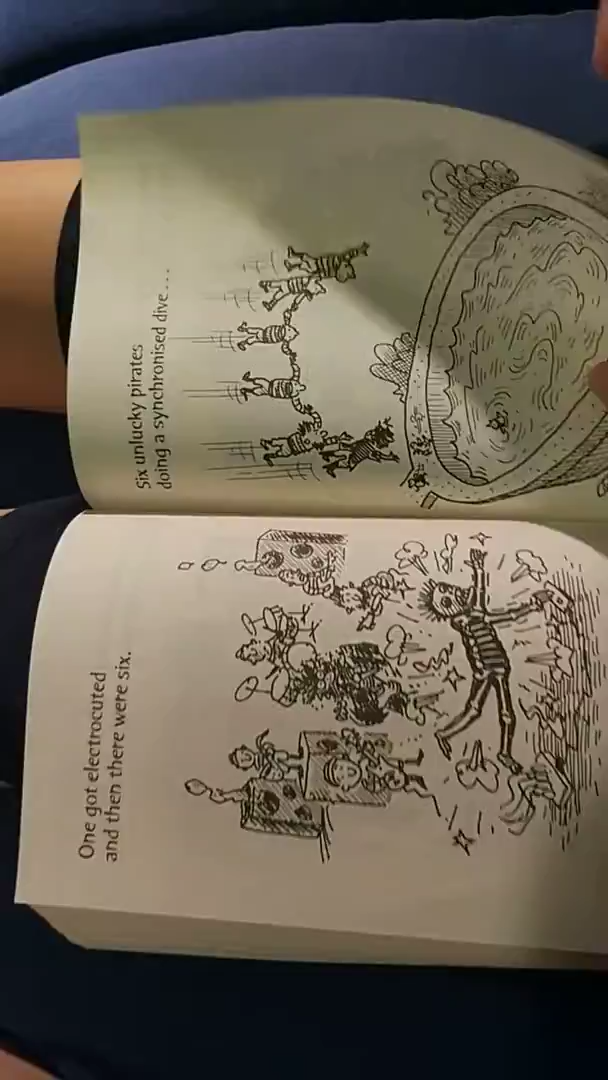 One got electrocuted
and then there were six.
Six unlucky pirates
doing a synchronised dive...